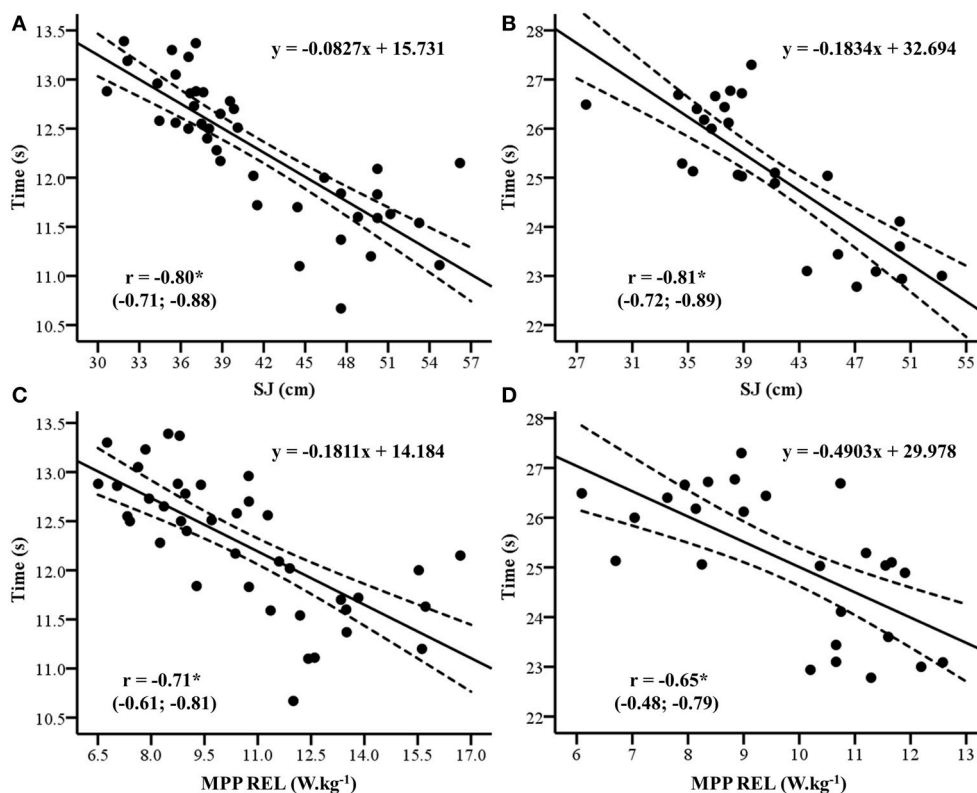 A
13.5
13.0
12.5
12.0
11.5
11.0
10.5
Time (s)
y = -0.0827x + 15.731
r = -0.80*
(-0.71; -0.88)
30 33 36 39 42 45 48 51 54 57
SJ (cm)
B
28
27
26
25
24
23
22
Time (s)
y = -0.1834x + 32.694
r = -0.81*
(-0.72; -0.89)
27 31 35 39 43 47 51 55
SJ (cm)
C
13.5
13.0
12.5
12.0
11.5
11.0
10.5
Time (s)
y = -0.1811x + 14.184
r = -0.71*
(-0.61; -0.81)
6.5 8.0 9.5 11.0 12.5 14.0 15.5 17.0
MPP REL (W.kg⁻¹)
D
28
27
26
25
24
23
22
Time (s)
y = -0.4903x + 29.978
r = -0.65*
(-0.48; -0.79)
6 7 8 9 10 11 12 13
MPP REL (W.kg⁻¹)